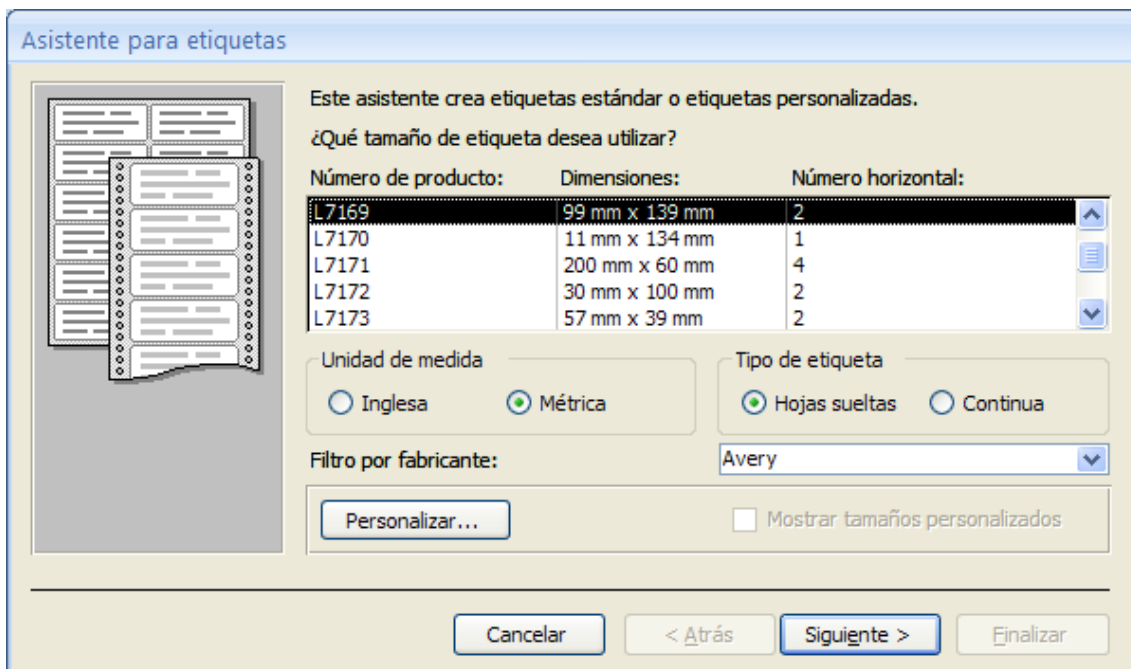 Asistente para etiquetas
Este asistente crea etiquetas estándar o etiquetas personalizadas.
¿Qué tamaño de etiqueta desea utilizar?
Número de producto: Dimensiones: Número horizontal:
L7169 99 mm x 139 mm 2
L7170 11 mm x 134 mm 1
L7171 200 mm x 60 mm 4
L7172 30 mm x 100 mm 2
L7173 57 mm x 39 mm 2
Unidad de medida Tipo de etiqueta
Inglesa Métrica Hojas sueltas Continua
Filtro por fabricante: Avery
Personalizar... Mostrar tamaños personalizados
Cancelar < Atrás Siguiente > Finalizar